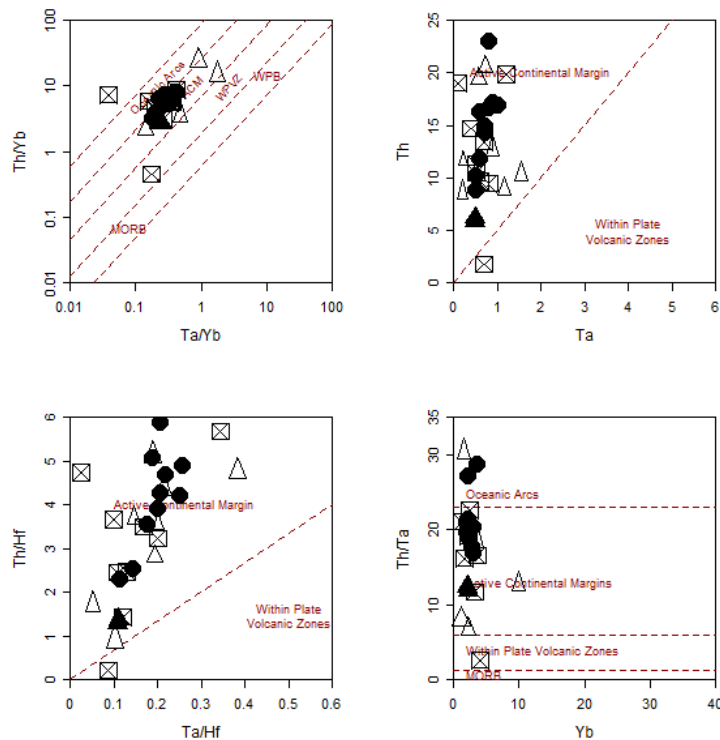 100
10
1
0.1
0.01
Th/Yb
Oceanic Arcs
ACM
WPVZ
WPB
MORB
0.01 0.1 1 10 100
Ta/Yb
25
20
15
10
5
0
Th
Active Continental Margin
Within Plate
Volcanic Zones
0 1 2 3 4 5 6
Ta
6
5
4
3
2
1
0
Th/Hf
Active Continental Margin
Within Plate
Volcanic Zones
0 0.1 0.2 0.3 0.4 0.5 0.6
Ta/Hf
35
30
25
20
15
10
5
0
Th/Ta
Oceanic Arcs
Active Continental Margins
Within Plate Volcanic Zones
MORB
0 10 20 30 40
Yb